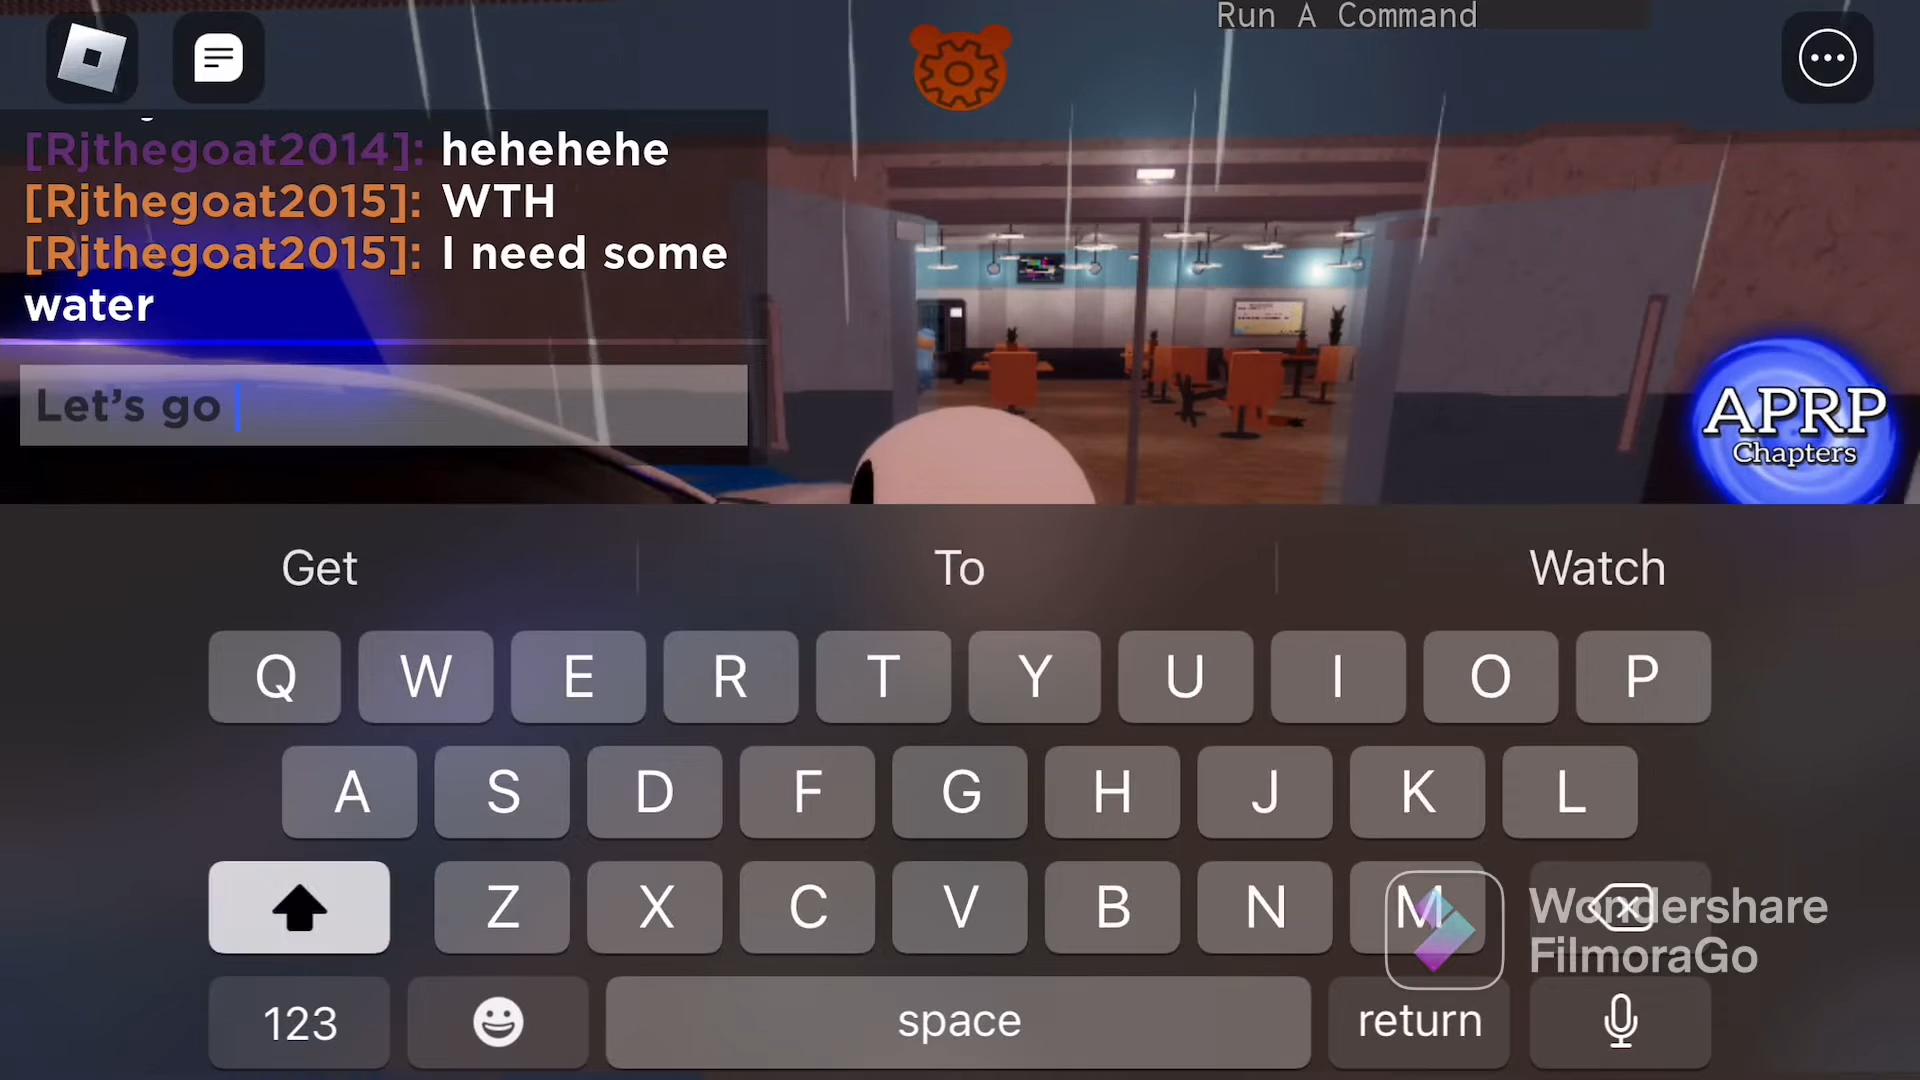 Run A Command
[Rjthegoat2014]: hehehehe
[Rjthegoat2015]: WTH
[Rjthegoat2015]: I need some
water
Let's go
APRP
Chapters
Get To Watch
Q W E R T Y U I O P
A S D F G H J K L
Z X C V B N M
Wondershare
FilmoraGo
123 space return